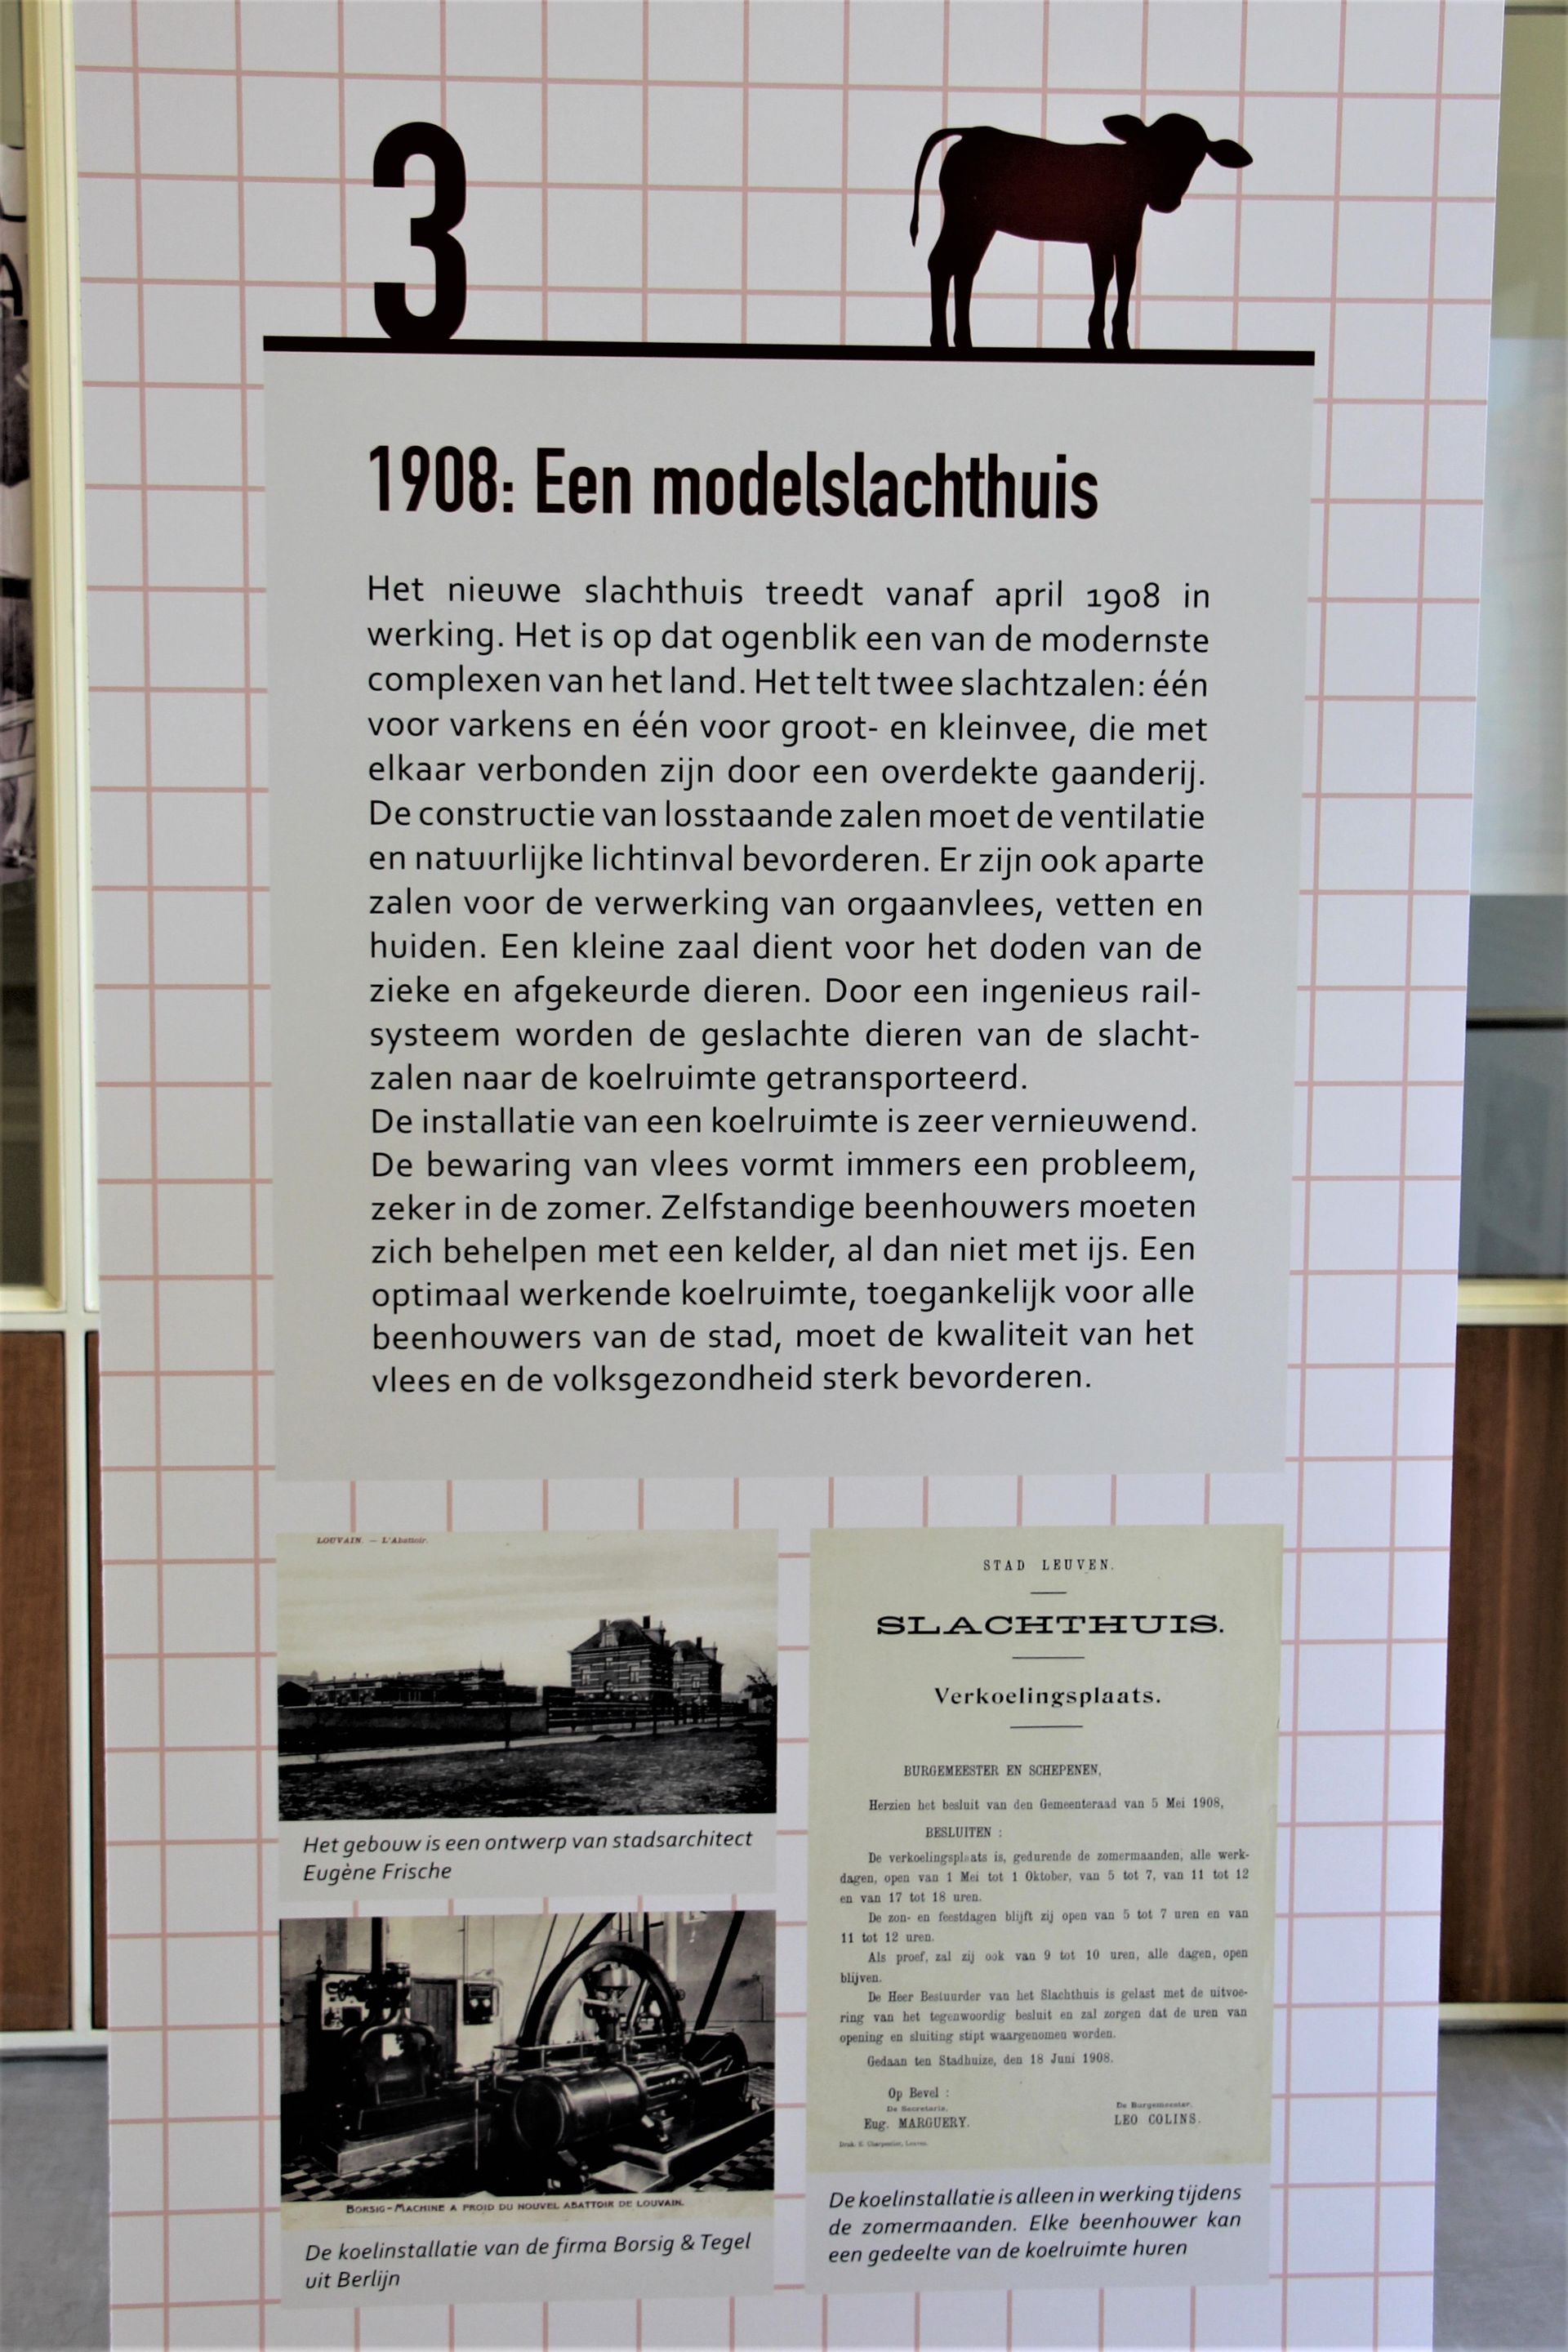 3
1908: Een modelslachthuis
Het nieuwe slachthuis treedt vanaf april 1908 in
werking. Het is op dat ogenblik een van de modernste
complexen van het land. Het telt twee slachtzalen: één
voor varkens en één voor groot- en kleinvee, die met
elkaar verbonden zijn door een overdekte gaanderij.
De constructie van losstaande zalen moet de ventilatie
en natuurlijke lichtinval bevorderen. Er zijn ook aparte
zalen voor de verwerking van orgaanvlees, vetten en
huiden. Een kleine zaal dient voor het doden van de
zieke en afgekeurde dieren. Door een ingenieus rail-
systeem worden de geslachte dieren van de slacht-
zalen naar de koelruimte getransporteerd.
De installatie van een koelruimte is zeer vernieuwend.
De bewaring van vlees vormt immers een probleem,
zeker in de zomer. Zelfstandige beenhouwers moeten
zich behelpen met een kelder, al dan niet met ijs. Een
optimaal werkende koelruimte, toegankelijk voor alle
beenhouwers van de stad, moet de kwaliteit van het
vlees en de volksgezondheid sterk bevorderen.
LOUVAIN. — L'Abattoir.
Het gebouw is een ontwerp van stadsarchitect
Eugène Frische
BORSIG-MACHINE A FROID DU NOUVEL ABATTOIR DE LOUVAIN.
De koelinstallatie van de firma Borsig & Tegel
uit Berlijn
STAD LEUVEN.
SLACHTHUIS.
Verkoelingsplaats.
BURGEMEESTER EN SCHEPENEN,
Herzien het besluit van den Gemeenteraad van 5 Mei 1908,
BESLUITEN :
De verkoelingsplaats is, gedurende de zomermaanden, alle werk-
dagen, open van 1 Mei tot 1 Oktober, van 5 tot 7, van 11 tot 12
en van 17 tot 18 uren.
De zon- en feestdagen blijft zij open van 5 tot 7 uren en van
11 tot 12 uren.
Als proef, zal zij ook van 9 tot 10 uren, alle dagen, open
blijven.
De Heer Bestuurder van het Slachthuis is gelast met de uitvoe-
ring van het tegenwoordig besluit en zal zorgen dat de uren van
opening en sluiting stipt waargenomen worden.
Gedaan ten Stadhuize, den 18 Juni 1908.
Op Bevel :
De Secretaris,
Eug. MARGUERY.
De Burgemeester,
LEO COLINS.
Druk. E. Charpentier, Leuven.
De koelinstallatie is alleen in werking tijdens
de zomermaanden. Elke beenhouwer kan
een gedeelte van de koelruimte huren